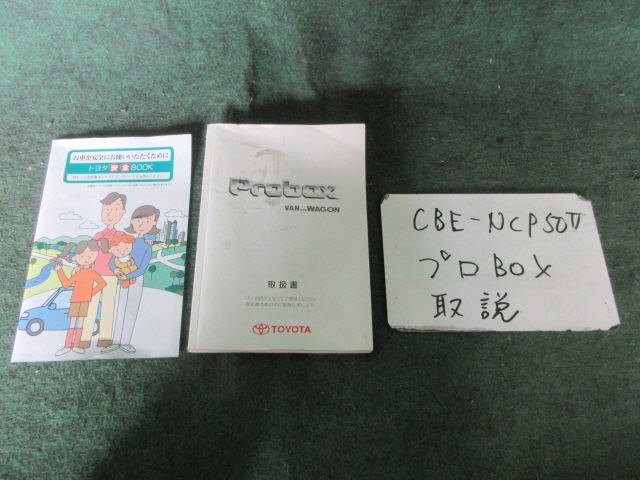 お車を安全にお使いいただくために
トヨタ安全BOOK
Probox
VAN WAGON
取扱書
TOYOTA
CBE-NCP50V
プロBOX
取説